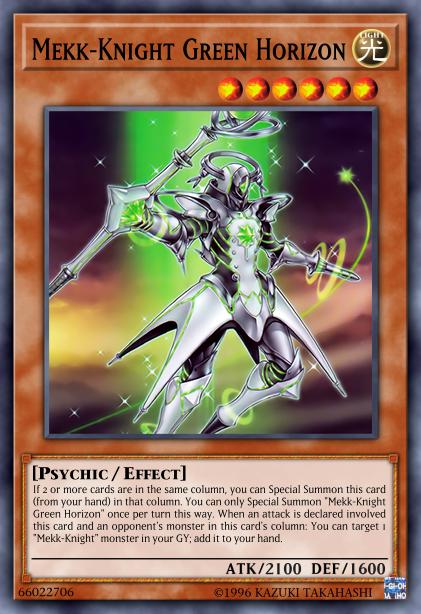 MEKK-KNIGHT GREEN HORIZON
LIGHT
光
[PSYCHIC / EFFECT]
If 2 or more cards are in the same column, you can Special Summon this card
(from your hand) in that column. You can only Special Summon "Mekk-Knight
Green Horizon" once per turn this way. When an attack is declared involved
this card and an opponent's monster in this card's column: You can target 1
"Mekk-Knight" monster in your GY; add it to your hand.
ATK/2100 DEF/1600
66022706
©1996 KAZUKI TAKAHASHI